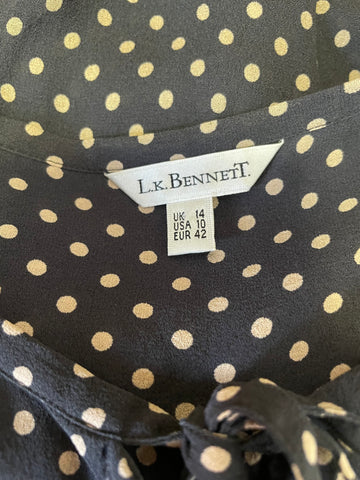 L.K.BENNETT.
UK 14
USA 10
EUR 42